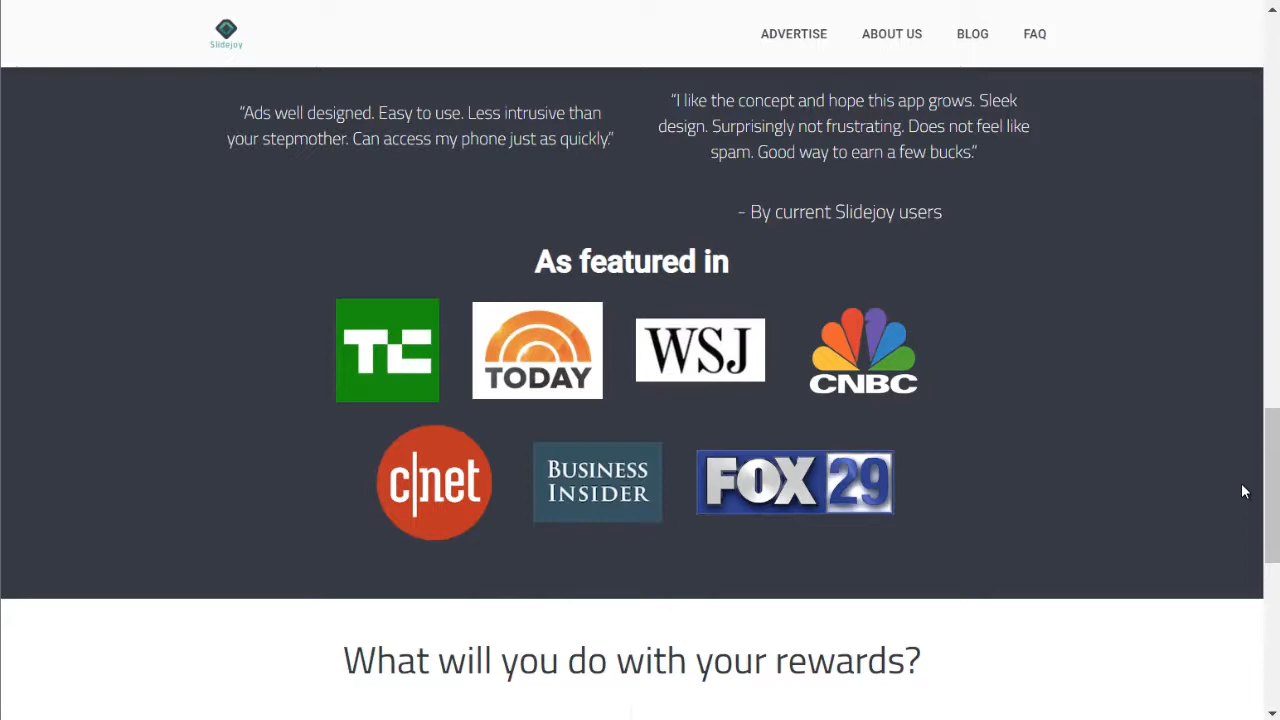 Slidejoy
ADVERTISE
ABOUT US
BLOG
FAQ
“Ads well designed. Easy to use. Less intrusive than
your stepmother. Can access my phone just as quickly.”
“I like the concept and hope this app grows. Sleek
design. Surprisingly not frustrating. Does not feel like
spam. Good way to earn a few bucks.”
- By current Slidejoy users
As featured in
TC
TODAY
WSJ
CNBC
c|net
BUSINESS
INSIDER
FOX 29
What will you do with your rewards?